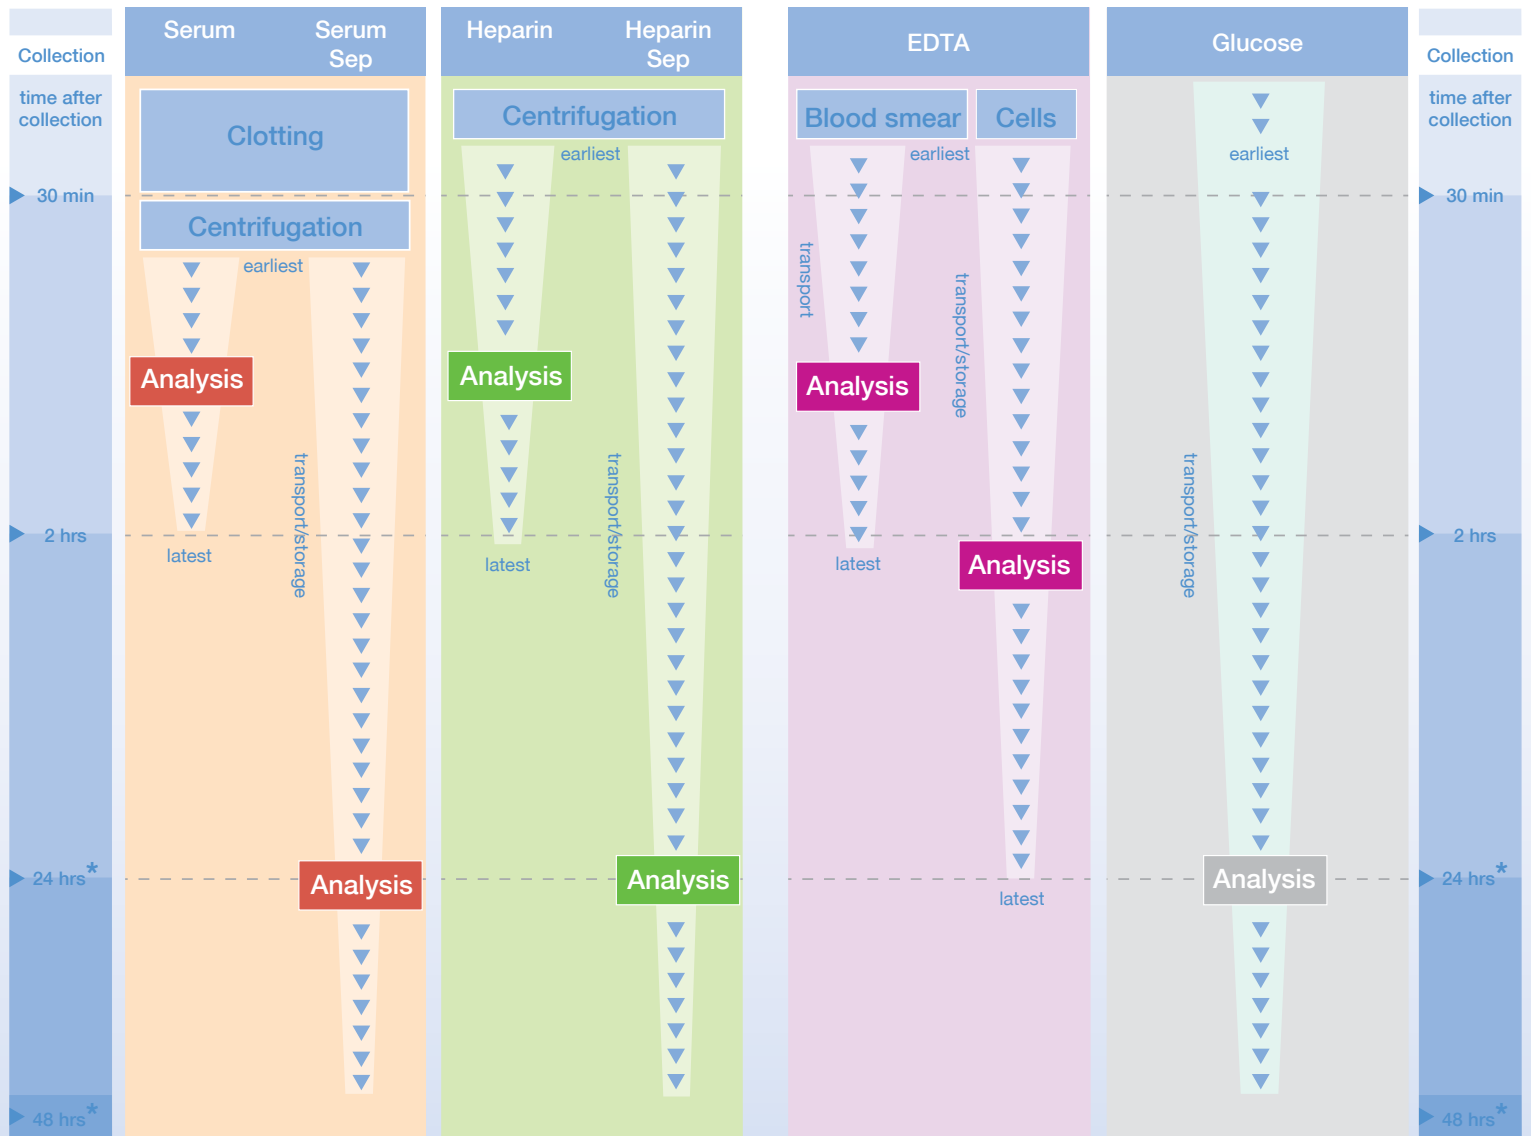 Collection
time after
collection
30 min
2 hrs
24 hrs*
48 hrs*
Serum
Serum
Sep
Clotting
Centrifugation
earliest
Analysis
transport/storage
latest
Analysis
Heparin
Heparin
Sep
Centrifugation
earliest
Analysis
transport/storage
latest
Analysis
EDTA
Blood smear
Cells
earliest
transport
transport/storage
Analysis
latest
Analysis
latest
Glucose
earliest
transport/storage
Analysis
Collection
time after
collection
30 min
2 hrs
24 hrs*
48 hrs*